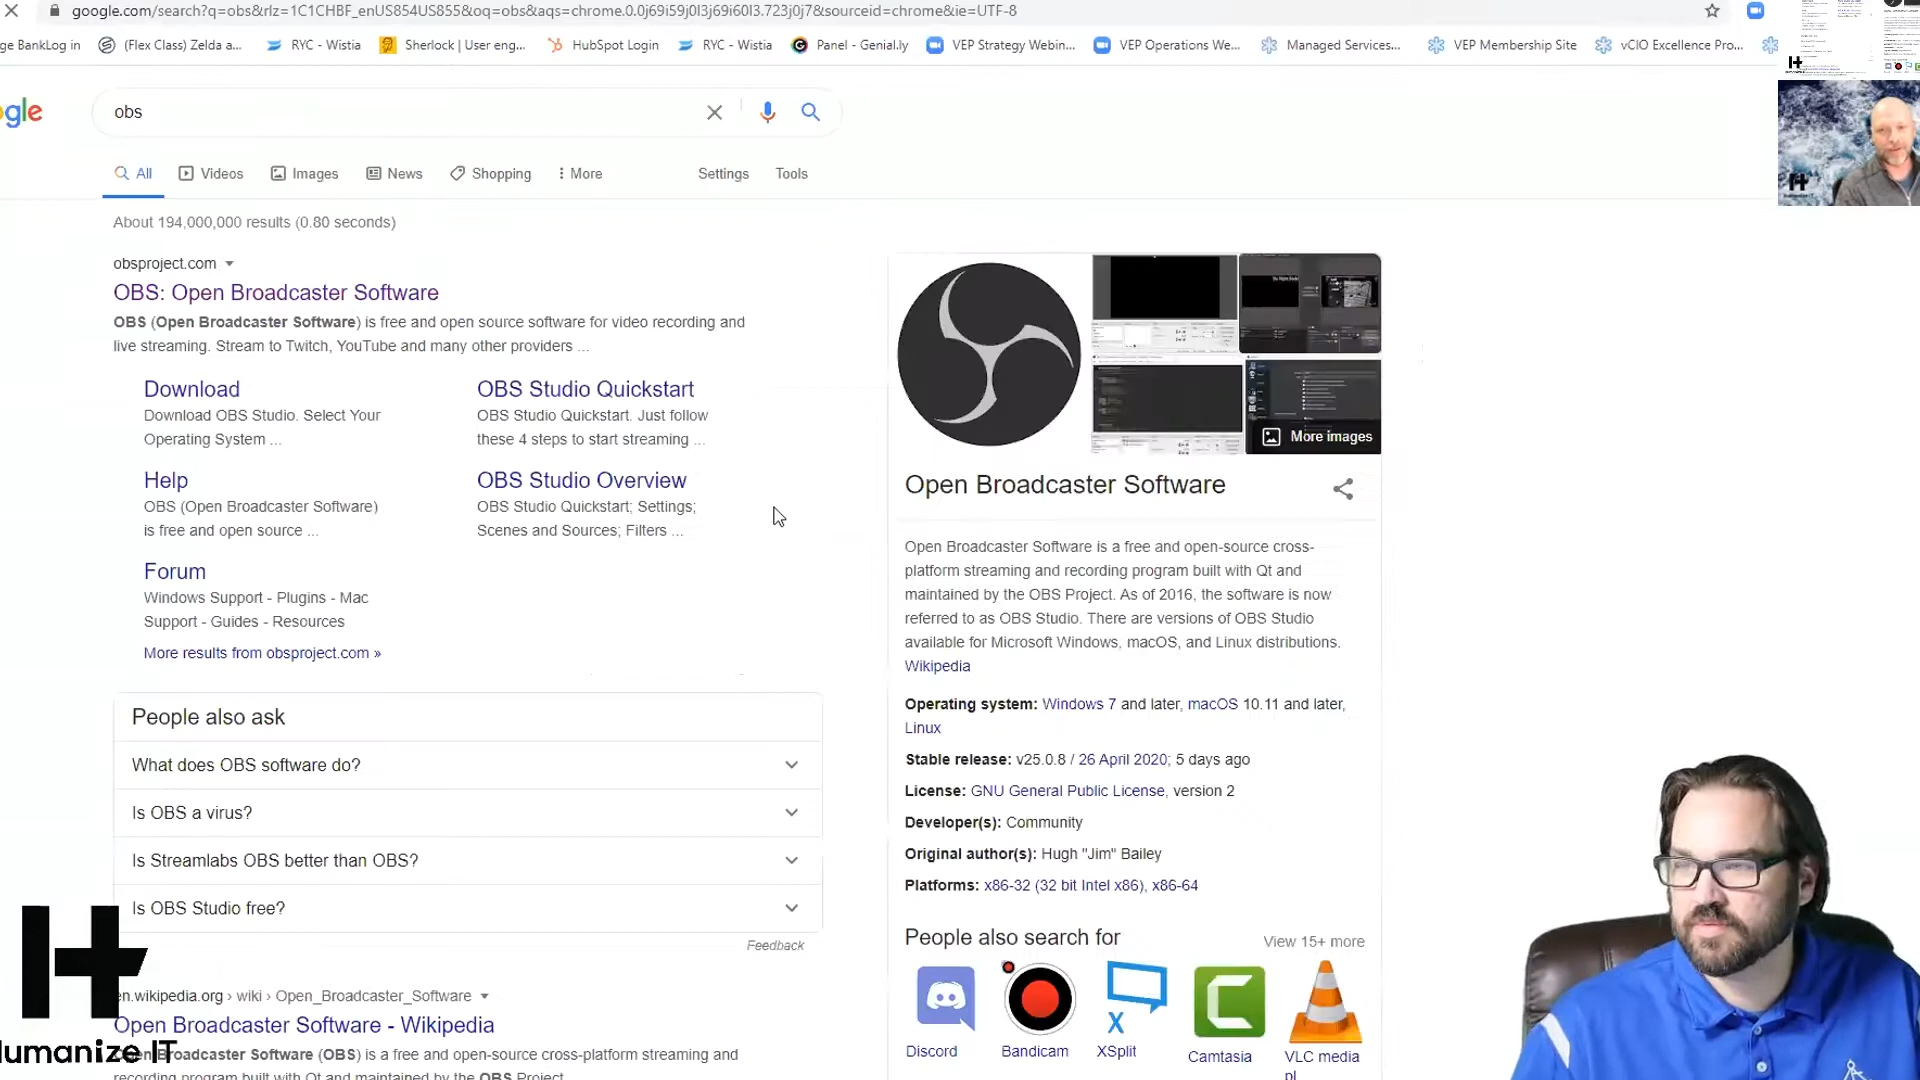 google.com/search?q=obs&rlz=1C1CHBF_enUS854US855&oq=obs&aqs=chrome.0.0j69i59j0l3j69i60l3.723j0j7&sourceid=chrome&ie=UTF-8
ge Bank Log in (Flex Class) Zelda a... RYC - Wistia Sherlock | User eng... HubSpot Login RYC - Wistia Panel - Genial.ly VEP Strategy Webin... VEP Operations We... Managed Services... VEP Membership Site vCIO Excellence Pro...
ogle
obs
All Videos Images News Shopping More Settings Tools
About 194,000,000 results (0.80 seconds)
obsproject.com
OBS: Open Broadcaster Software
OBS (Open Broadcaster Software) is free and open source software for video recording and
live streaming. Stream to Twitch, YouTube and many other providers ...
Download
Download OBS Studio. Select Your
Operating System ...
OBS Studio Quickstart
OBS Studio Quickstart. Just follow
these 4 steps to start streaming ...
Help
OBS (Open Broadcaster Software)
is free and open source ...
OBS Studio Overview
OBS Studio Quickstart; Settings;
Scenes and Sources; Filters ...
Forum
Windows Support - Plugins - Mac
Support - Guides - Resources
More results from obsproject.com »
People also ask
What does OBS software do?
Is OBS a virus?
Is Streamlabs OBS better than OBS?
Is OBS Studio free?
Feedback
en.wikipedia.org › wiki › Open_Broadcaster_Software
Open Broadcaster Software - Wikipedia
Open Broadcaster Software (OBS) is a free and open-source cross-platform streaming and
recording program built with Qt and maintained by the OBS Project
umanize IT
More images
Open Broadcaster Software
Open Broadcaster Software is a free and open-source cross-
platform streaming and recording program built with Qt and
maintained by the OBS Project. As of 2016, the software is now
referred to as OBS Studio. There are versions of OBS Studio
available for Microsoft Windows, macOS, and Linux distributions.
Wikipedia
Operating system: Windows 7 and later, macOS 10.11 and later,
Linux
Stable release: v25.0.8 / 26 April 2020; 5 days ago
License: GNU General Public License, version 2
Developer(s): Community
Original author(s): Hugh "Jim" Bailey
Platforms: x86-32 (32 bit Intel x86), x86-64
People also search for
View 15+ more
Discord
Bandicam
XSplit
Camtasia
VLC media
pl